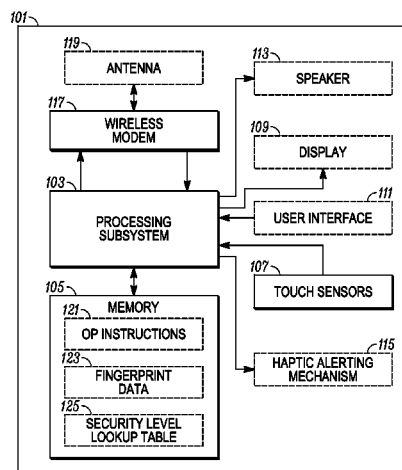 101
119
ANTENNA
117
WIRELESS
MODEM
103
PROCESSING
SUBSYSTEM
105
MEMORY
121
OP INSTRUCTIONS
123
FINGERPRINT
DATA
125
SECURITY LEVEL
LOOKUP TABLE
113
SPEAKER
109
DISPLAY
111
USER INTERFACE
107
TOUCH SENSORS
115
HAPTIC ALERTING
MECHANISM